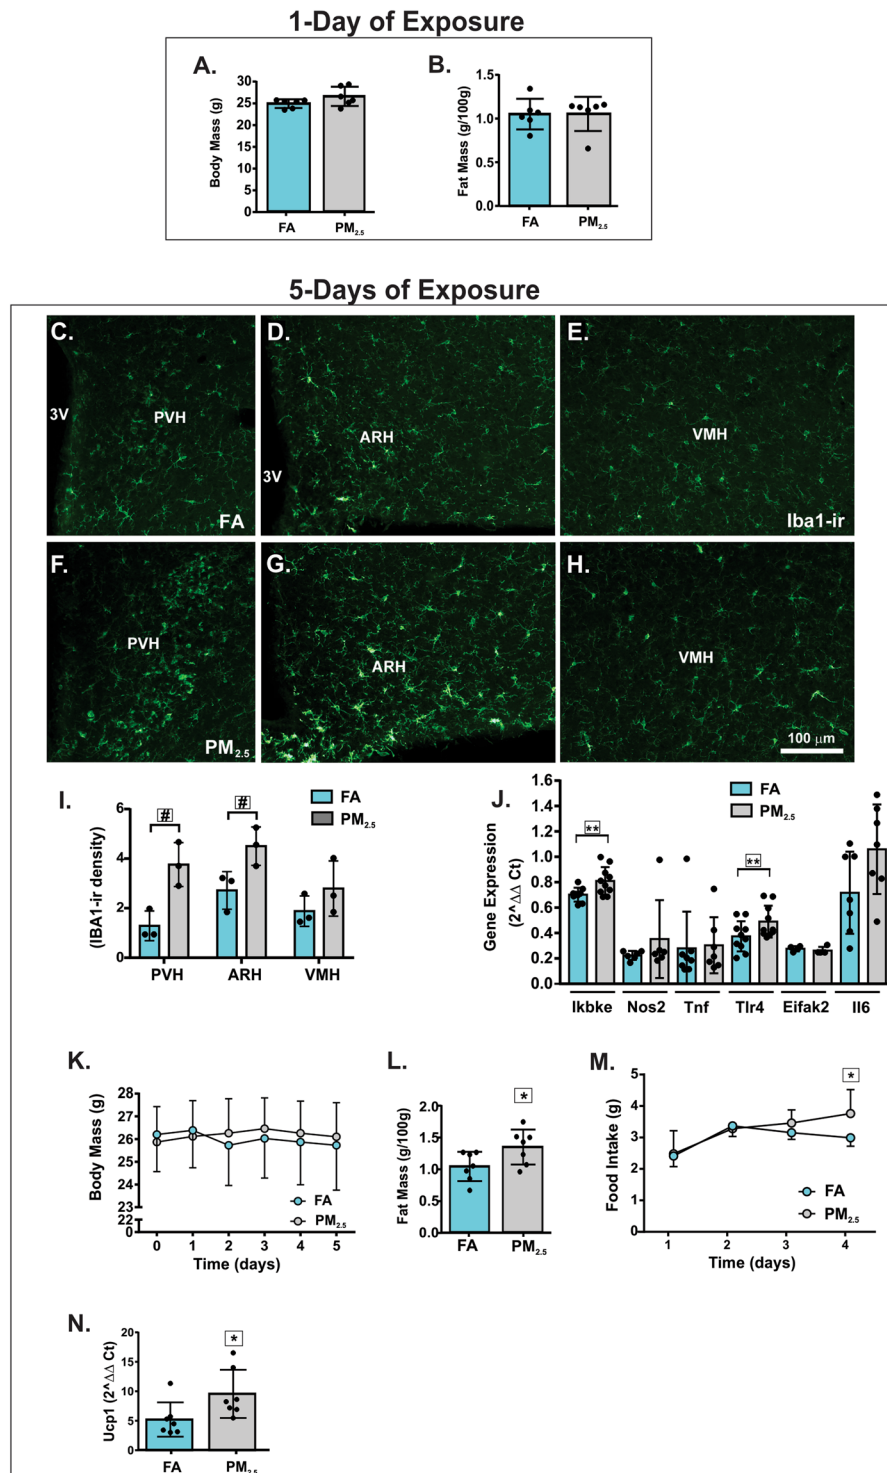 1-Day of Exposure
A.
Body Mass (g)
30
25
20
15
10
5
0
FA
PM2.5
B.
Fat Mass (g/100g)
1.5
1.0
0.5
0.0
FA
PM2.5
5-Days of Exposure
C.
3V
PVH
FA
D.
ARH
3V
E.
VMH
Iba1-ir
F.
PVH
PM2.5
G.
ARH
H.
VMH
100 µm
I.
(IBA1-ir density)
6
4
2
0
#
#
FA
PM2.5
PVH
ARH
VMH
J.
Gene Expression
(2^ΔΔ Ct)
1.6
1.2
1.6
1.2
0.8
0.6
0.4
0.2
0.0
**
**
FA
PM2.5
Ikbke
Nos2
Tnf
Tlr4
Eifak2
Il6
K.
Body Mass (g)
28
27
26
25
24
23
22
0
FA
PM2.5
0
1
2
3
4
5
Time (days)
L.
Fat Mass (g/100g)
2.0
1.5
1.0
0.5
0.0
*
FA
PM2.5
M.
Food Intake (g)
5
4
3
2
1
0
*
FA
PM2.5
1
2
3
4
Time (days)
N.
Ucp1 (2^ΔΔ Ct)
20
15
10
5
0
*
FA
PM2.5